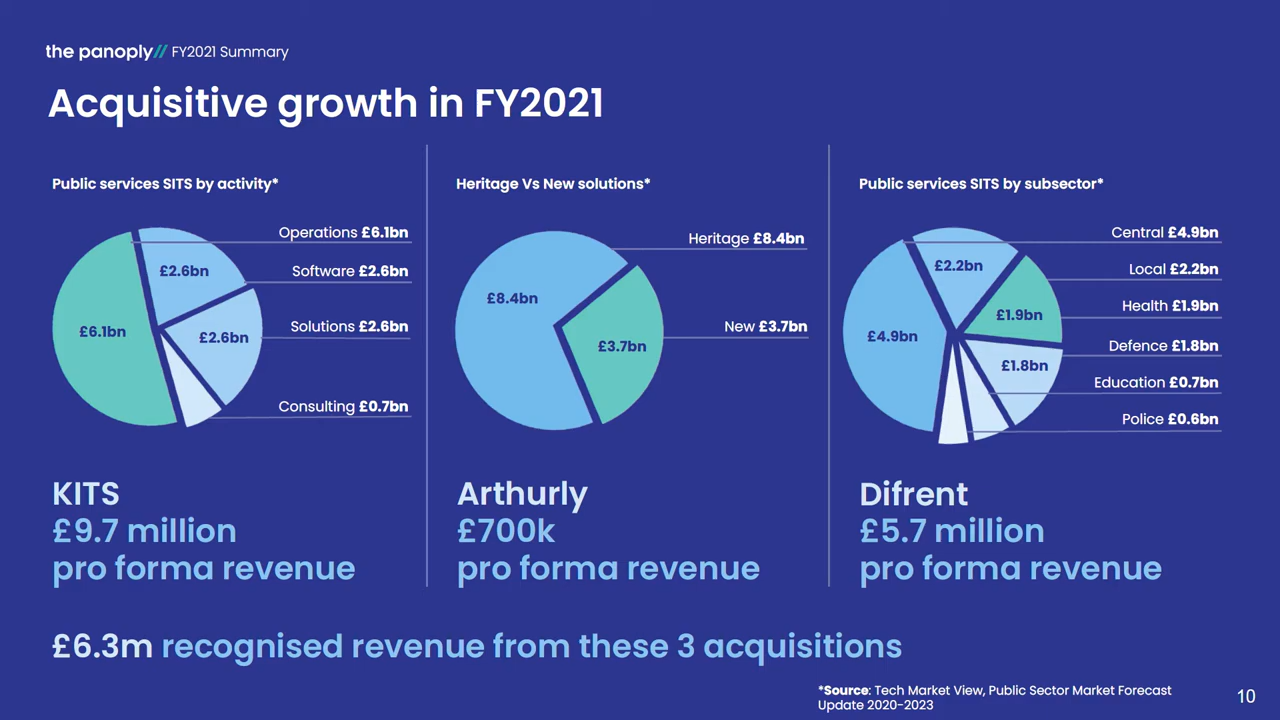 the panoply// FY2021 Summary
Acquisitive growth in FY2021
Public services SITS by activity*
Operations £6.1bn
Software £2.6bn
Solutions £2.6bn
Consulting £0.7bn
£2.6bn
£6.1bn
£2.6bn
KITS
£9.7 million
pro forma revenue
Heritage Vs New solutions*
Heritage £8.4bn
New £3.7bn
£8.4bn
£3.7bn
Arthurly
£700k
pro forma revenue
Public services SITS by subsector*
Central £4.9bn
Local £2.2bn
Health £1.9bn
Defence £1.8bn
Education £0.7bn
Police £0.6bn
£2.2bn
£1.9bn
£4.9bn
£1.8bn
Difrent
£5.7 million
pro forma revenue
£6.3m recognised revenue from these 3 acquisitions
*Source: Tech Market View, Public Sector Market Forecast
Update 2020-2023
10